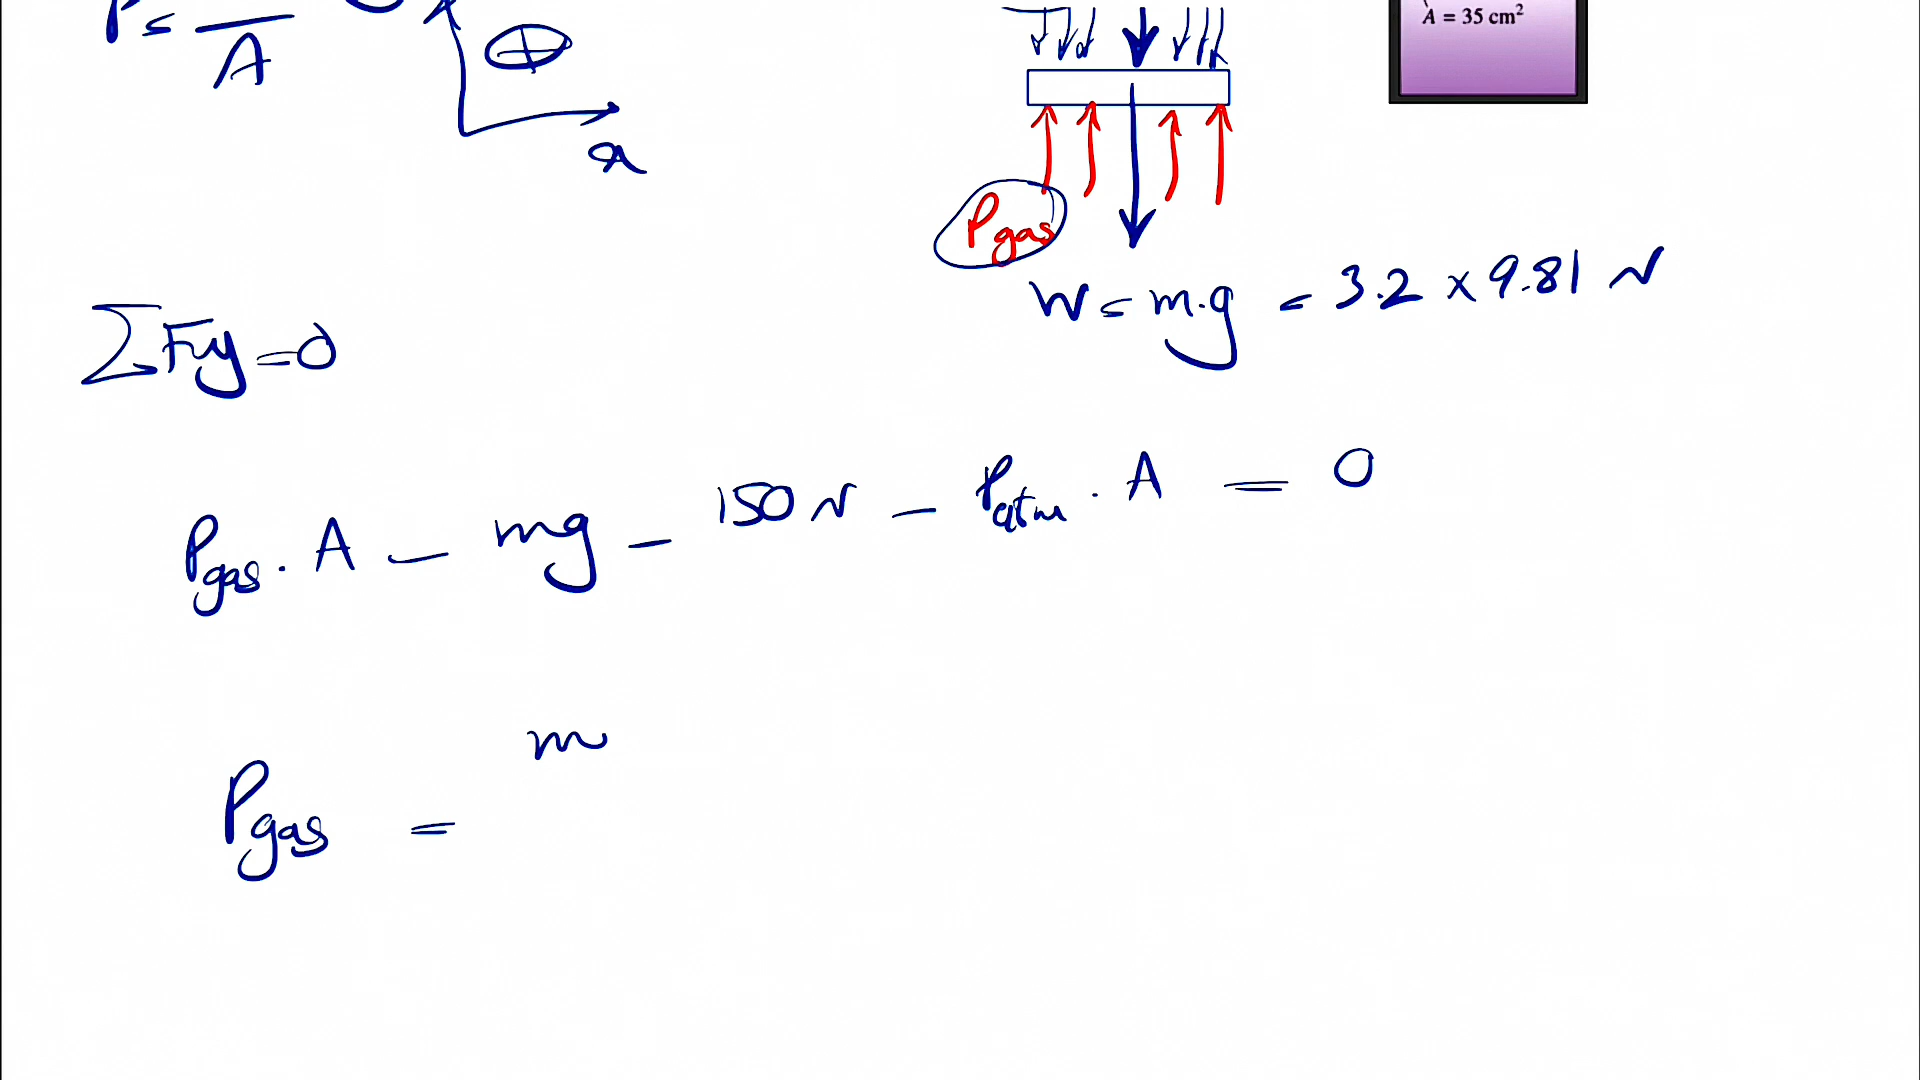 P = 
A
x
A = 35 cm²
Pgas
W = m.g = 3.2 × 9.81 N
ΣFy = 0
Pgas . A − mg − 150 N − Patm . A = 0
m
Pgas =